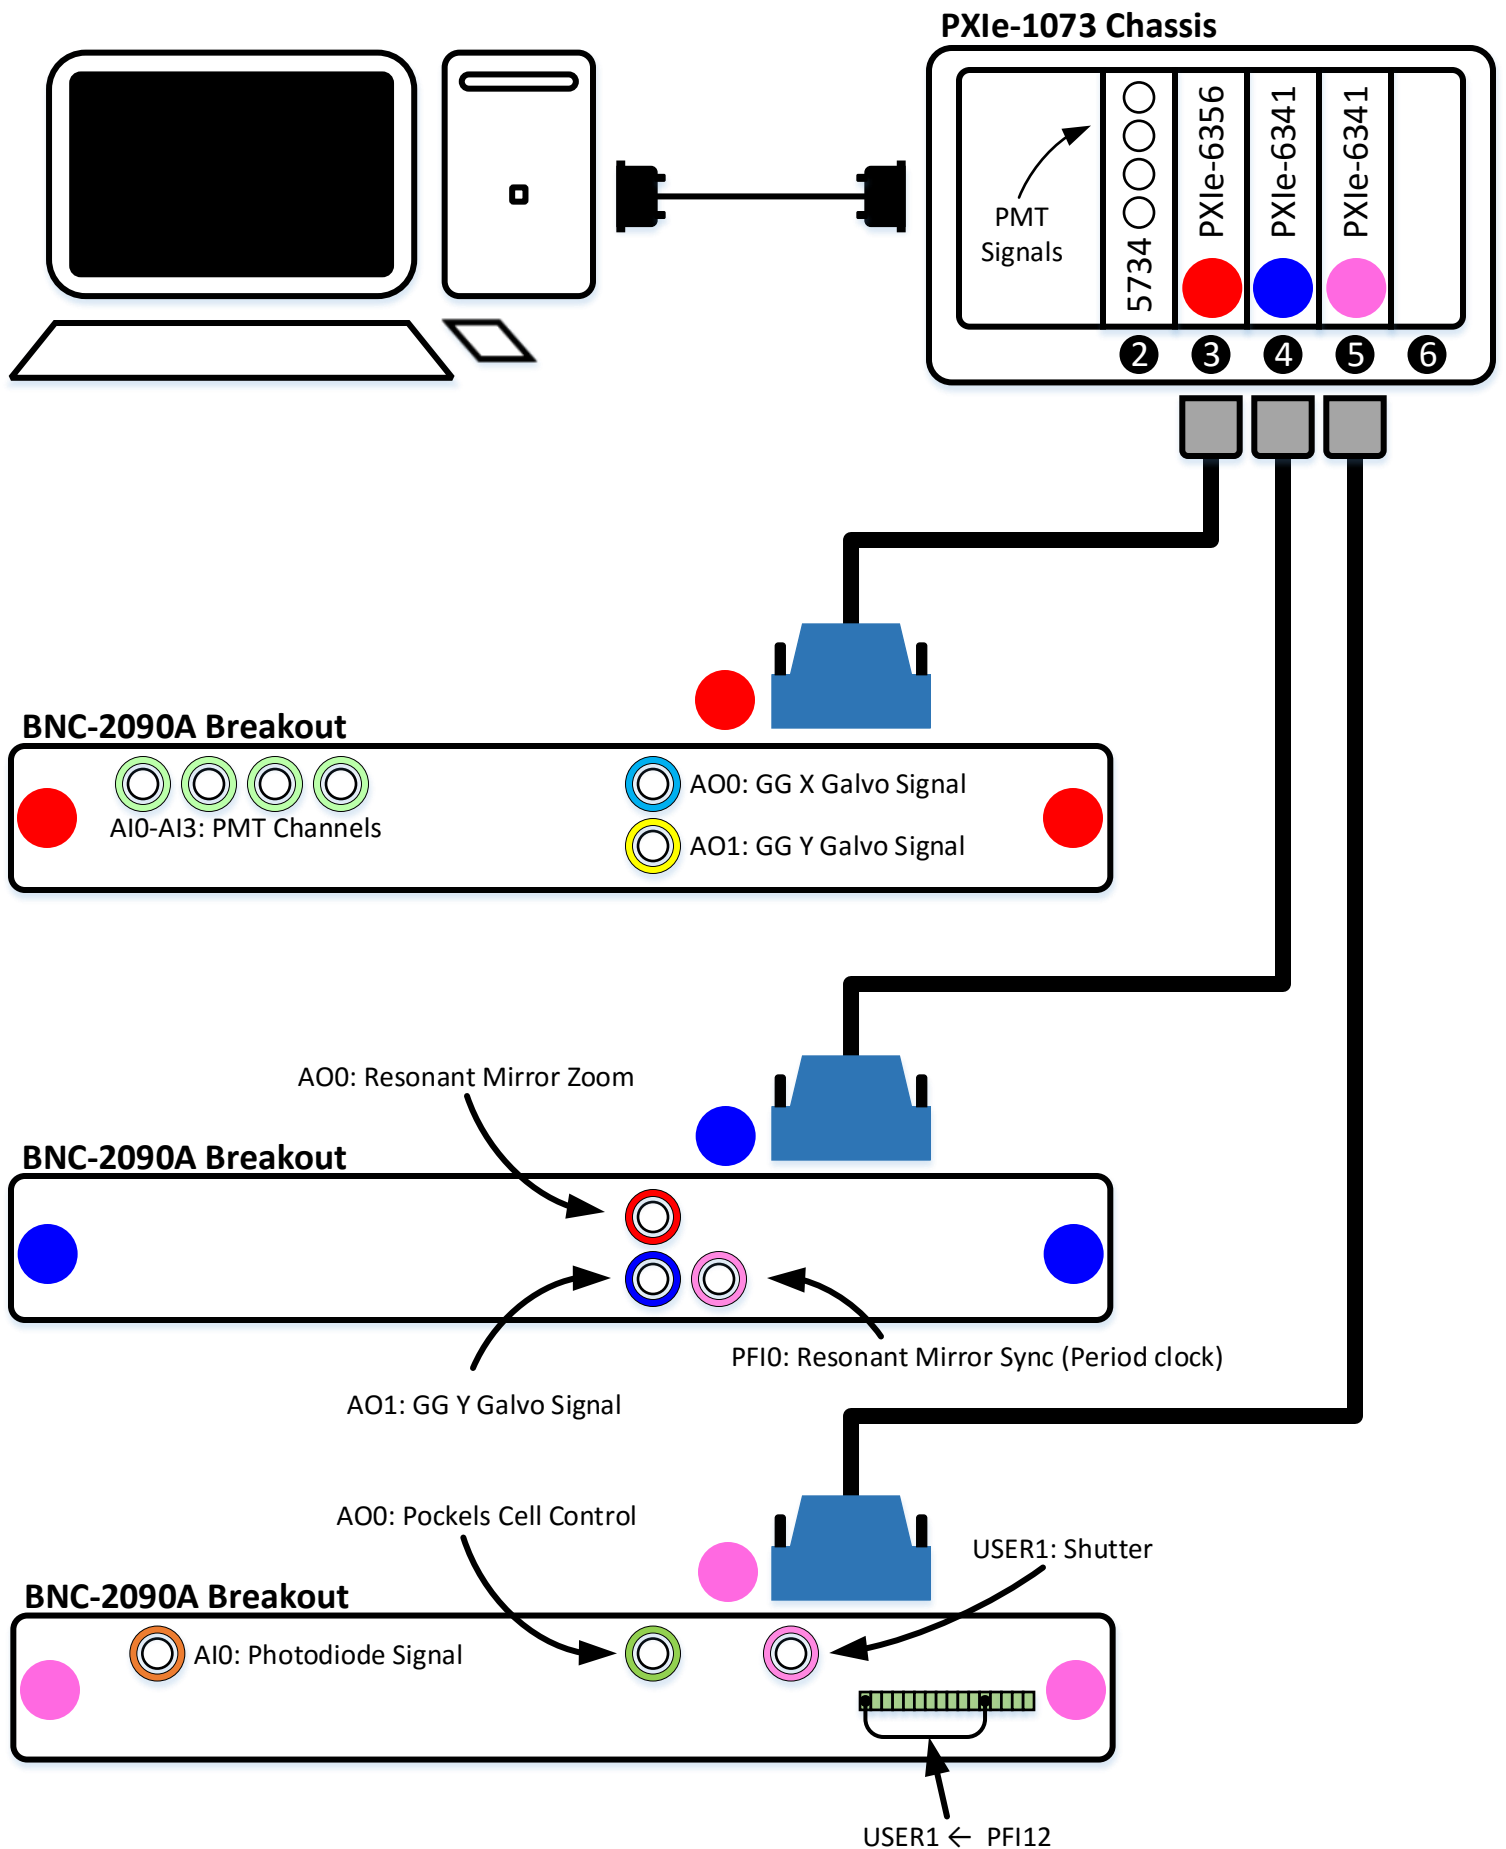 PXIe-1073 Chassis
PMT
Signals
5734
PXIe-6356
PXIe-6341
PXIe-6341
2 3 4 5 6
BNC-2090A Breakout
AI0-AI3: PMT Channels
AO0: GG X Galvo Signal
AO1: GG Y Galvo Signal
AO0: Resonant Mirror Zoom
BNC-2090A Breakout
PFI0: Resonant Mirror Sync (Period clock)
AO1: GG Y Galvo Signal
AO0: Pockels Cell Control
USER1: Shutter
BNC-2090A Breakout
AI0: Photodiode Signal
USER1 ← PFI12